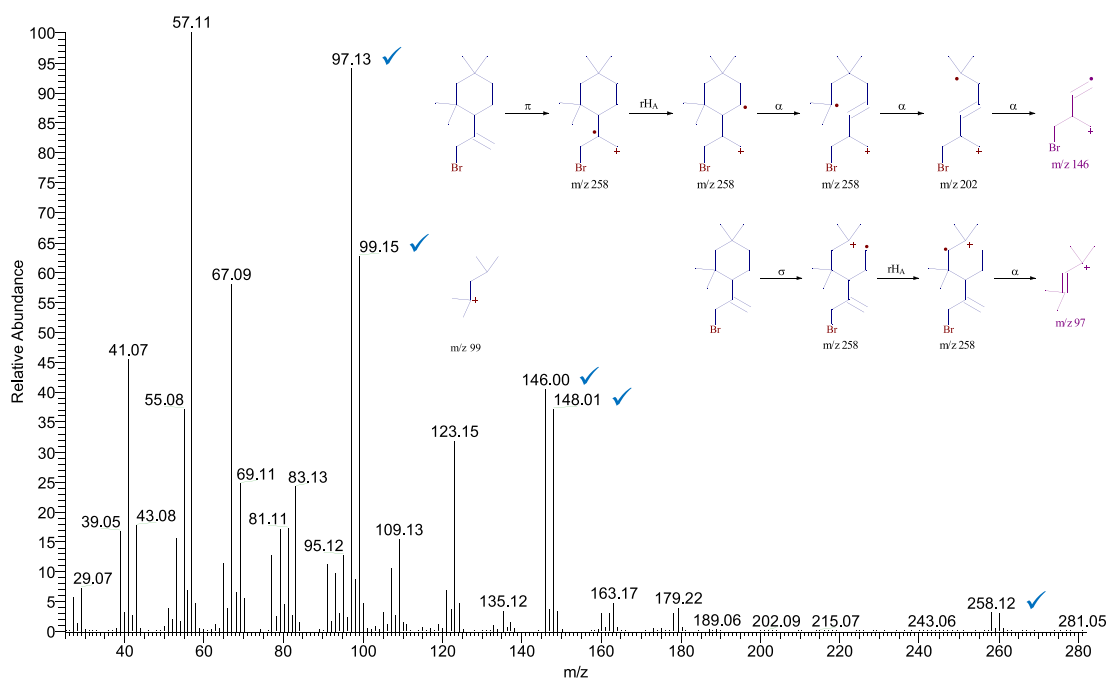 57.11
97.13
99.15
67.09
41.07
55.08
146.00
148.01
123.15
69.11
83.13
39.05
43.08
81.11
109.13
95.12
29.07
135.12
163.17
179.22
189.06
202.09
215.07
243.06
258.12
281.05
π
rHA
α
α
α
Br
Br
Br
Br
Br
Br
m/z 258
m/z 258
m/z 258
m/z 202
m/z 146
σ
rHA
α
Br
Br
Br
m/z 99
m/z 258
m/z 258
m/z 97
Relative Abundance
100
95
90
85
80
75
70
65
60
55
50
45
40
35
30
25
20
15
10
5
0
40 60 80 100 120 140 160 180 200 220 240 260 280
m/z